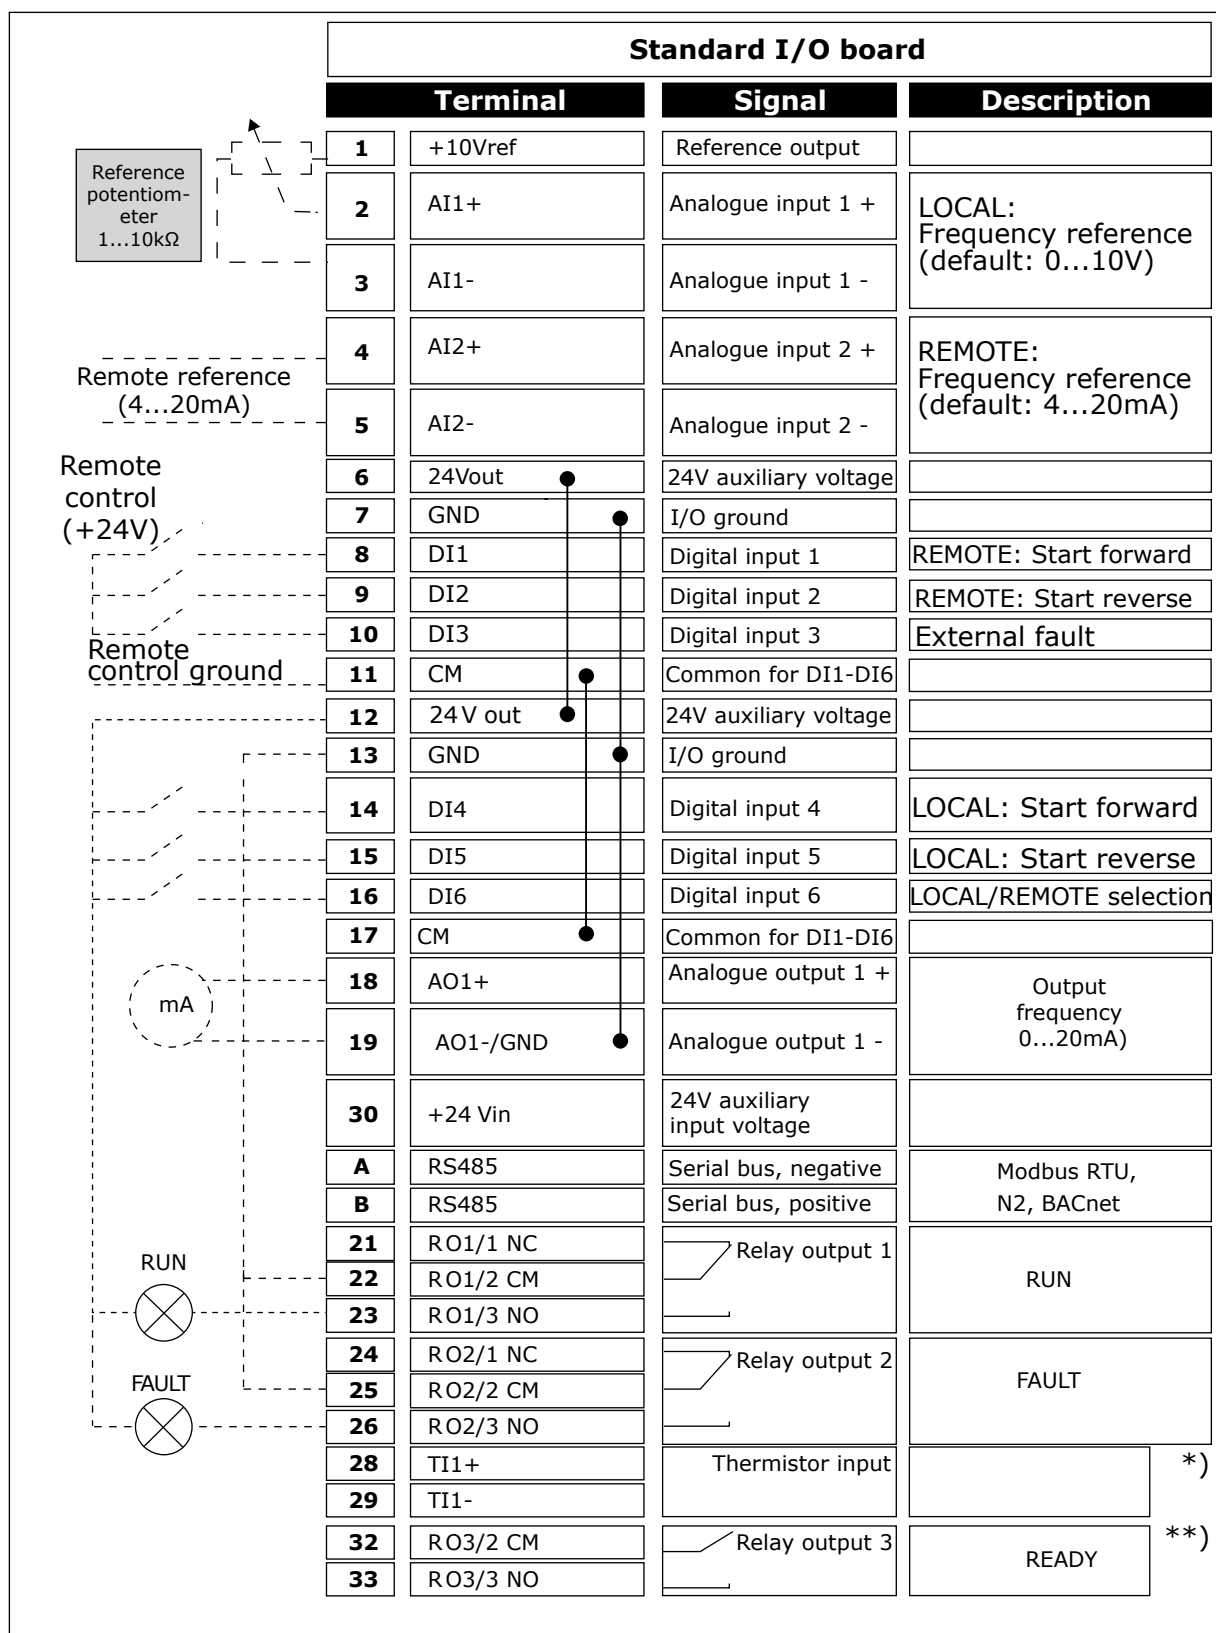 Standard I/O board
Terminal Signal Description
Reference
potentiom-
eter
1...10kΩ
1 +10Vref Reference output
2 AI1+ Analogue input 1 +
3 AI1- Analogue input 1 -
LOCAL:
Frequency reference
(default: 0...10V)
Remote reference
(4...20mA)
4 AI2+ Analogue input 2 +
5 AI2- Analogue input 2 -
REMOTE:
Frequency reference
(default: 4...20mA)
Remote
control
(+24V)
6 24Vout 24V auxiliary voltage
7 GND I/O ground
8 DI1 Digital input 1 REMOTE: Start forward
9 DI2 Digital input 2 REMOTE: Start reverse
10 DI3 Digital input 3 External fault
Remote
control ground
11 CM Common for DI1-DI6
12 24V out 24V auxiliary voltage
13 GND I/O ground
14 DI4 Digital input 4 LOCAL: Start forward
15 DI5 Digital input 5 LOCAL: Start reverse
16 DI6 Digital input 6 LOCAL/REMOTE selection
17 CM Common for DI1-DI6
mA
18 AO1+ Analogue output 1 +
19 AO1-/GND Analogue output 1 -
Output
frequency
0...20mA)
30 +24 Vin 24V auxiliary
input voltage
A RS485 Serial bus, negative
B RS485 Serial bus, positive
Modbus RTU,
N2, BACnet
RUN
21 RO1/1 NC Relay output 1
22 RO1/2 CM RUN
23 RO1/3 NO
FAULT
24 RO2/1 NC Relay output 2
25 RO2/2 CM FAULT
26 RO2/3 NO
28 TI1+ Thermistor input *)
29 TI1-
32 RO3/2 CM Relay output 3 READY **)
33 RO3/3 NO